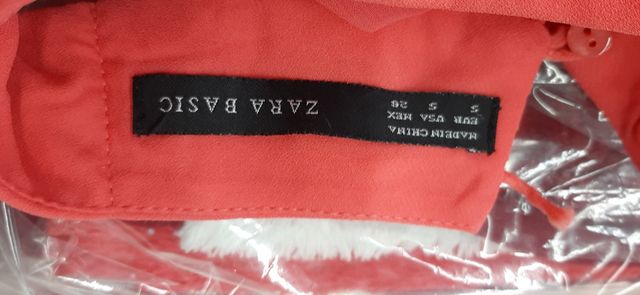 ZARA BASIC
MADE IN CHINA
EUR USA MEX
S S 26